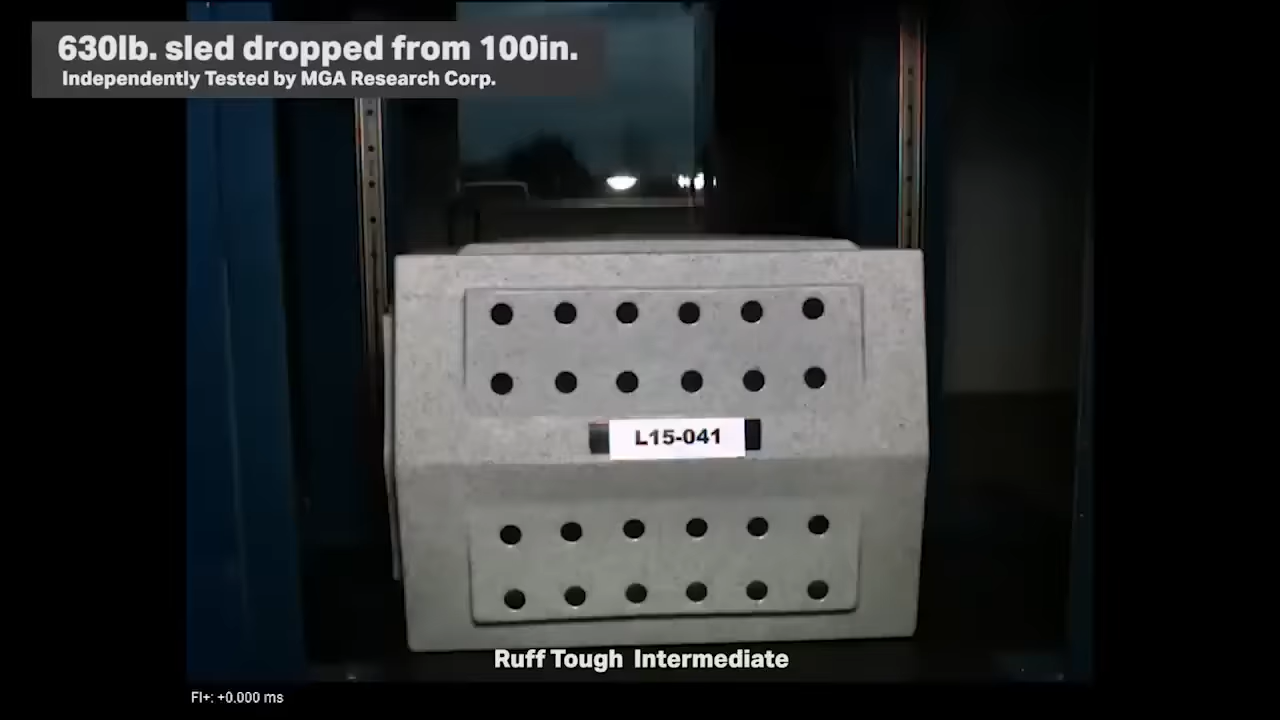 630lb. sled dropped from 100in.
Independently Tested by MGA Research Corp.
L15-041
Ruff Tough Intermediate
FI+: +0.000 ms